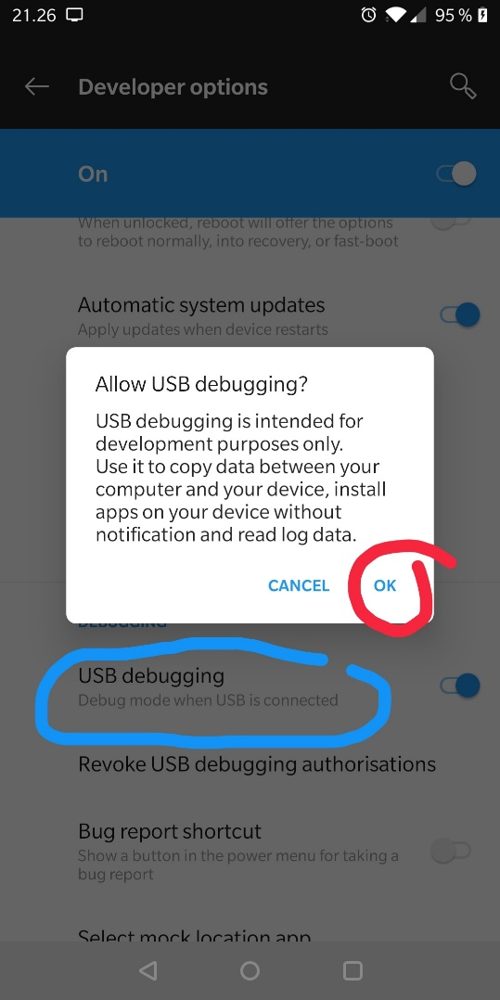 21.26 95 %
Developer options
On
When unlocked, reboot will offer the options
to reboot normally, into recovery, or fast-boot
Automatic system updates
Apply updates when device restarts
Allow USB debugging?
USB debugging is intended for
development purposes only.
Use it to copy data between your
computer and your device, install
apps on your device without
notification and read log data.
CANCEL OK
DEBUGGING
USB debugging
Debug mode when USB is connected
Revoke USB debugging authorisations
Bug report shortcut
Show a button in the power menu for taking a
bug report
Select mock location app